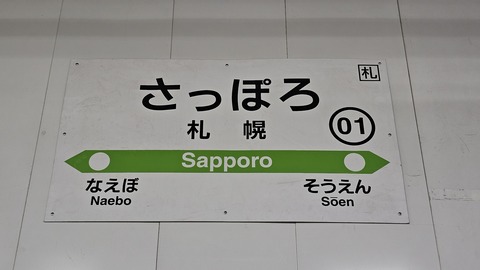 札
さっぽろ
札幌
01
Sapporo
なえぼ そうえん
Naebo Sōen